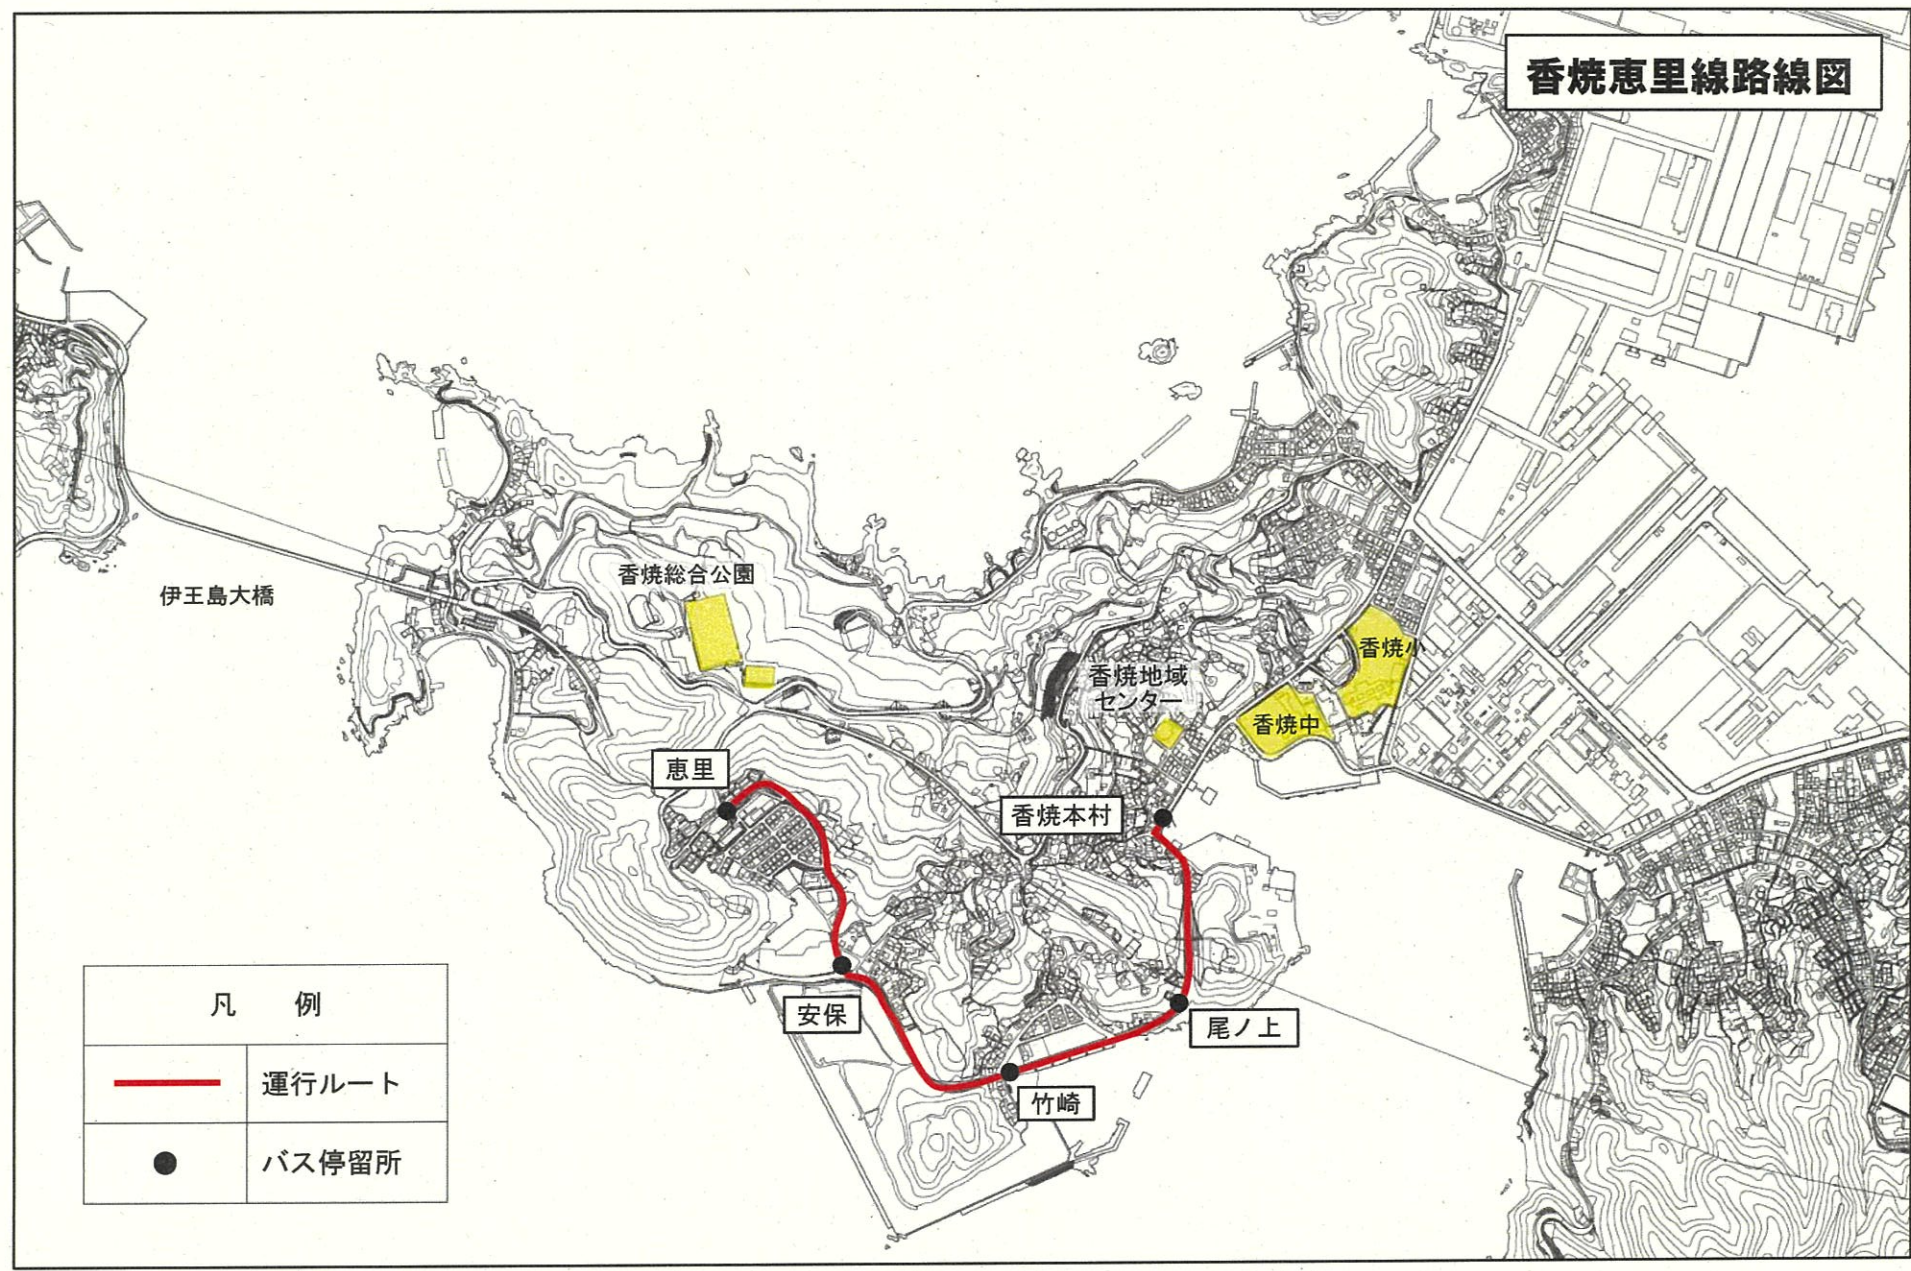 香焼恵里線路線図
香焼総合公園
伊王島大橋
香焼小
香焼地域
センター
香焼中
恵里
香焼本村
安保
尾ノ上
竹崎
凡 例
運行ルート
バス停留所